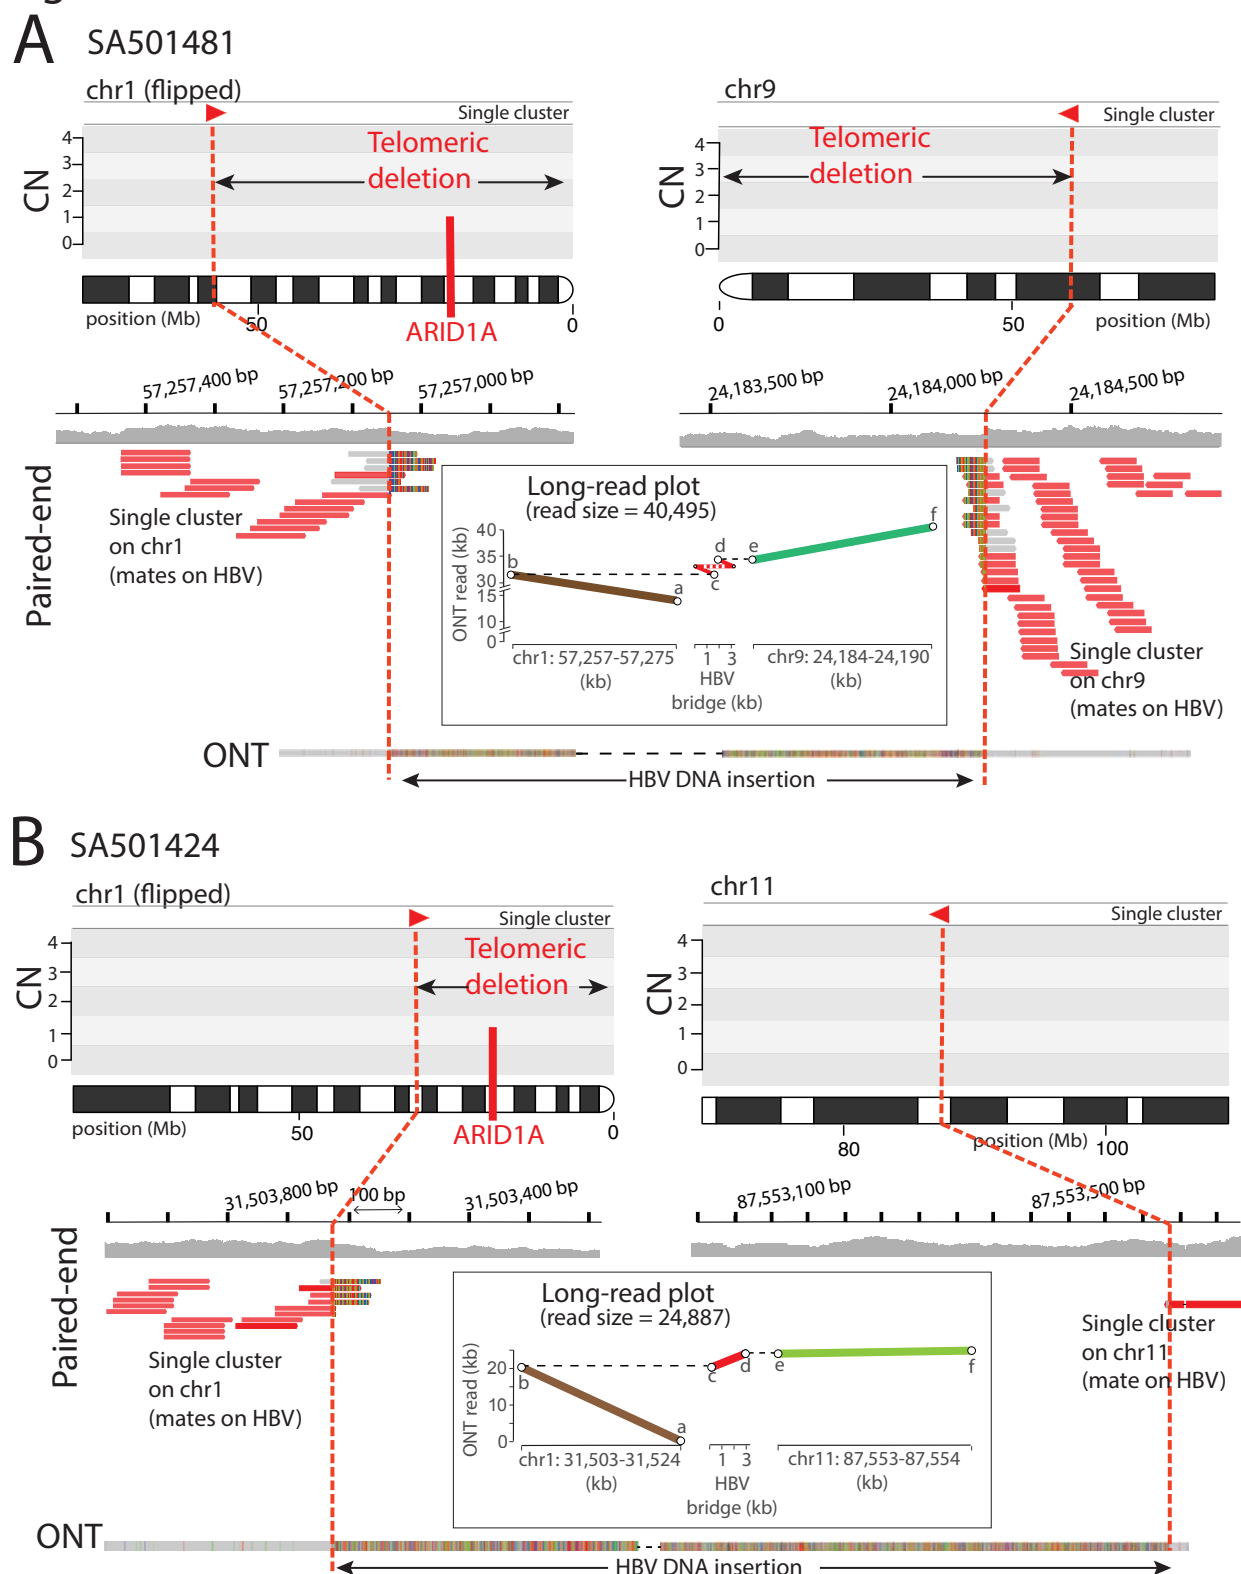 A SA501481
chr1 (flipped)
Single cluster
CN
4
3
2
1
0
Telomeric
deletion
position (Mb)
50
0
ARID1A
chr9
Single cluster
CN
4
3
2
1
0
Telomeric
deletion
0
50
position (Mb)
57,257,400 bp
57,257,200 bp
57,257,000 bp
24,183,500 bp
24,184,000 bp
24,184,500 bp
Paired-end
Single cluster
on chr1
(mates on HBV)
Long-read plot
(read size = 40,495)
ONT read (kb)
40
35
30
15
10
0
b
a
d
c
e
f
chr1: 57,257-57,275
(kb)
1 3
HBV
bridge (kb)
chr9: 24,184-24,190
(kb)
Single cluster
on chr9
(mates on HBV)
ONT
HBV DNA insertion
B SA501424
chr1 (flipped)
Single cluster
CN
4
3
2
1
0
Telomeric
deletion
position (Mb)
50
0
ARID1A
chr11
Single cluster
CN
4
3
2
1
0
80
position (Mb)
100
31,503,800 bp
100 bp
31,503,400 bp
87,553,100 bp
87,553,500 bp
Paired-end
Single cluster
on chr1
(mates on HBV)
Long-read plot
(read size = 24,887)
ONT read (kb)
20
10
0
b
a
c
d
e
f
chr1: 31,503-31,524
(kb)
1 3
HBV
bridge (kb)
chr11: 87,553-87,554
(kb)
Single cluster
on chr11
(mate on HBV)
ONT
HBV DNA insertion